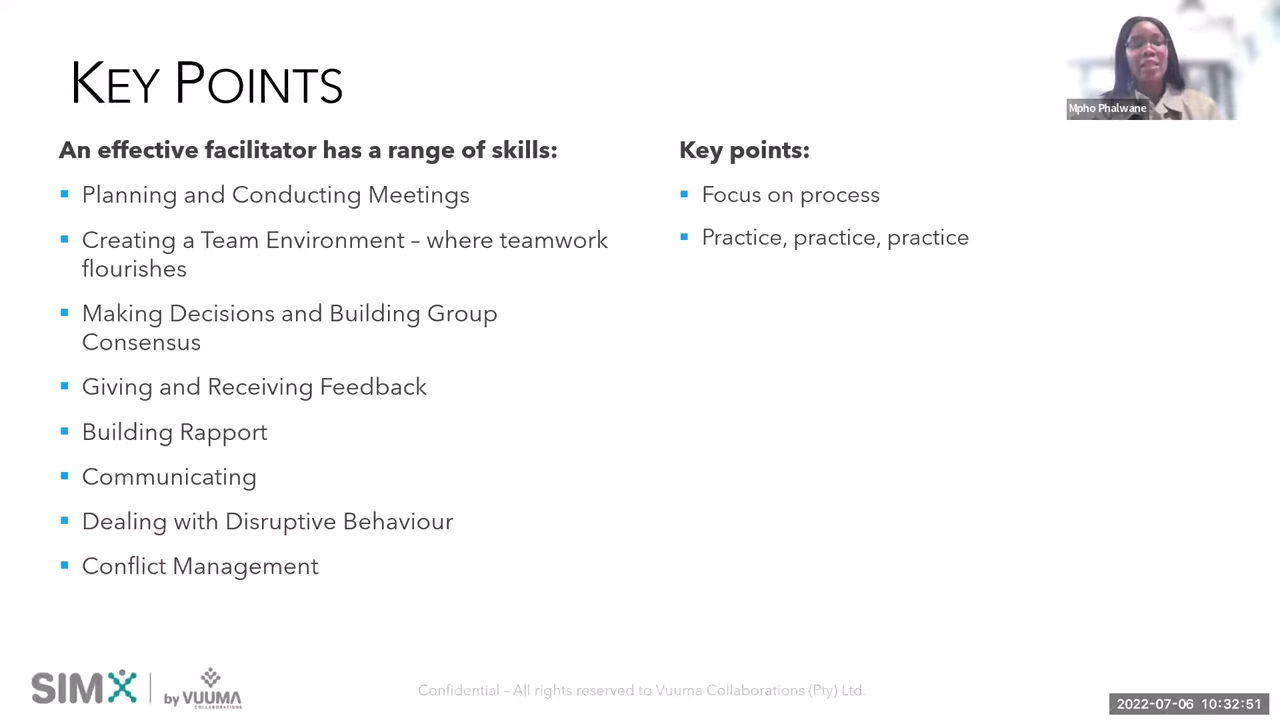 KEY POINTS
Mpho Phalwane
An effective facilitator has a range of skills:
Planning and Conducting Meetings
Creating a Team Environment – where teamwork
flourishes
Making Decisions and Building Group
Consensus
Giving and Receiving Feedback
Building Rapport
Communicating
Dealing with Disruptive Behaviour
Conflict Management
Key points:
Focus on process
Practice, practice, practice
SIMX
by VUUMA
COLLABORATIONS
Confidential – All rights reserved to Vuuma Collaborations (Pty) Ltd.
2022-07-06 10:32:51